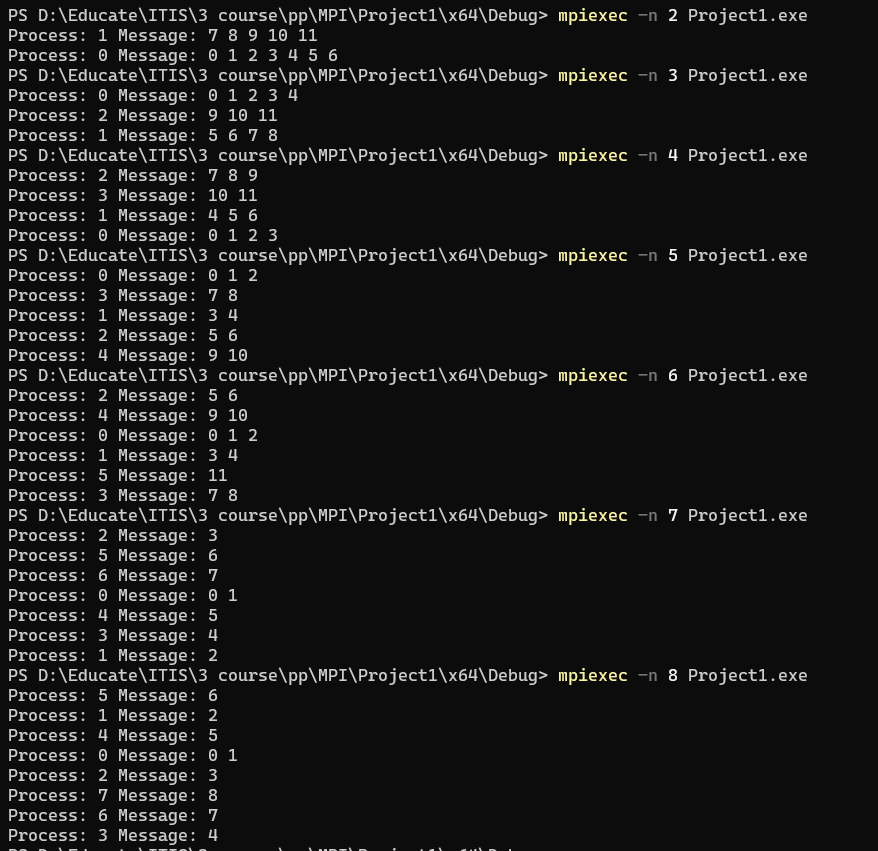 PS D:\Educate\ITIS\3 course\pp\MPI\Project1\x64\Debug> mpiexec -n 2 Project1.exe
Process: 1 Message: 7 8 9 10 11
Process: 0 Message: 0 1 2 3 4 5 6
PS D:\Educate\ITIS\3 course\pp\MPI\Project1\x64\Debug> mpiexec -n 3 Project1.exe
Process: 0 Message: 0 1 2 3 4
Process: 2 Message: 9 10 11
Process: 1 Message: 5 6 7 8
PS D:\Educate\ITIS\3 course\pp\MPI\Project1\x64\Debug> mpiexec -n 4 Project1.exe
Process: 2 Message: 7 8 9
Process: 3 Message: 10 11
Process: 1 Message: 4 5 6
Process: 0 Message: 0 1 2 3
PS D:\Educate\ITIS\3 course\pp\MPI\Project1\x64\Debug> mpiexec -n 5 Project1.exe
Process: 0 Message: 0 1 2
Process: 3 Message: 7 8
Process: 1 Message: 3 4
Process: 2 Message: 5 6
Process: 4 Message: 9 10
PS D:\Educate\ITIS\3 course\pp\MPI\Project1\x64\Debug> mpiexec -n 6 Project1.exe
Process: 2 Message: 5 6
Process: 4 Message: 9 10
Process: 0 Message: 0 1 2
Process: 1 Message: 3 4
Process: 5 Message: 11
Process: 3 Message: 7 8
PS D:\Educate\ITIS\3 course\pp\MPI\Project1\x64\Debug> mpiexec -n 7 Project1.exe
Process: 2 Message: 3
Process: 5 Message: 6
Process: 6 Message: 7
Process: 0 Message: 0 1
Process: 4 Message: 5
Process: 3 Message: 4
Process: 1 Message: 2
PS D:\Educate\ITIS\3 course\pp\MPI\Project1\x64\Debug> mpiexec -n 8 Project1.exe
Process: 5 Message: 6
Process: 1 Message: 2
Process: 4 Message: 5
Process: 0 Message: 0 1
Process: 2 Message: 3
Process: 7 Message: 8
Process: 6 Message: 7
Process: 3 Message: 4